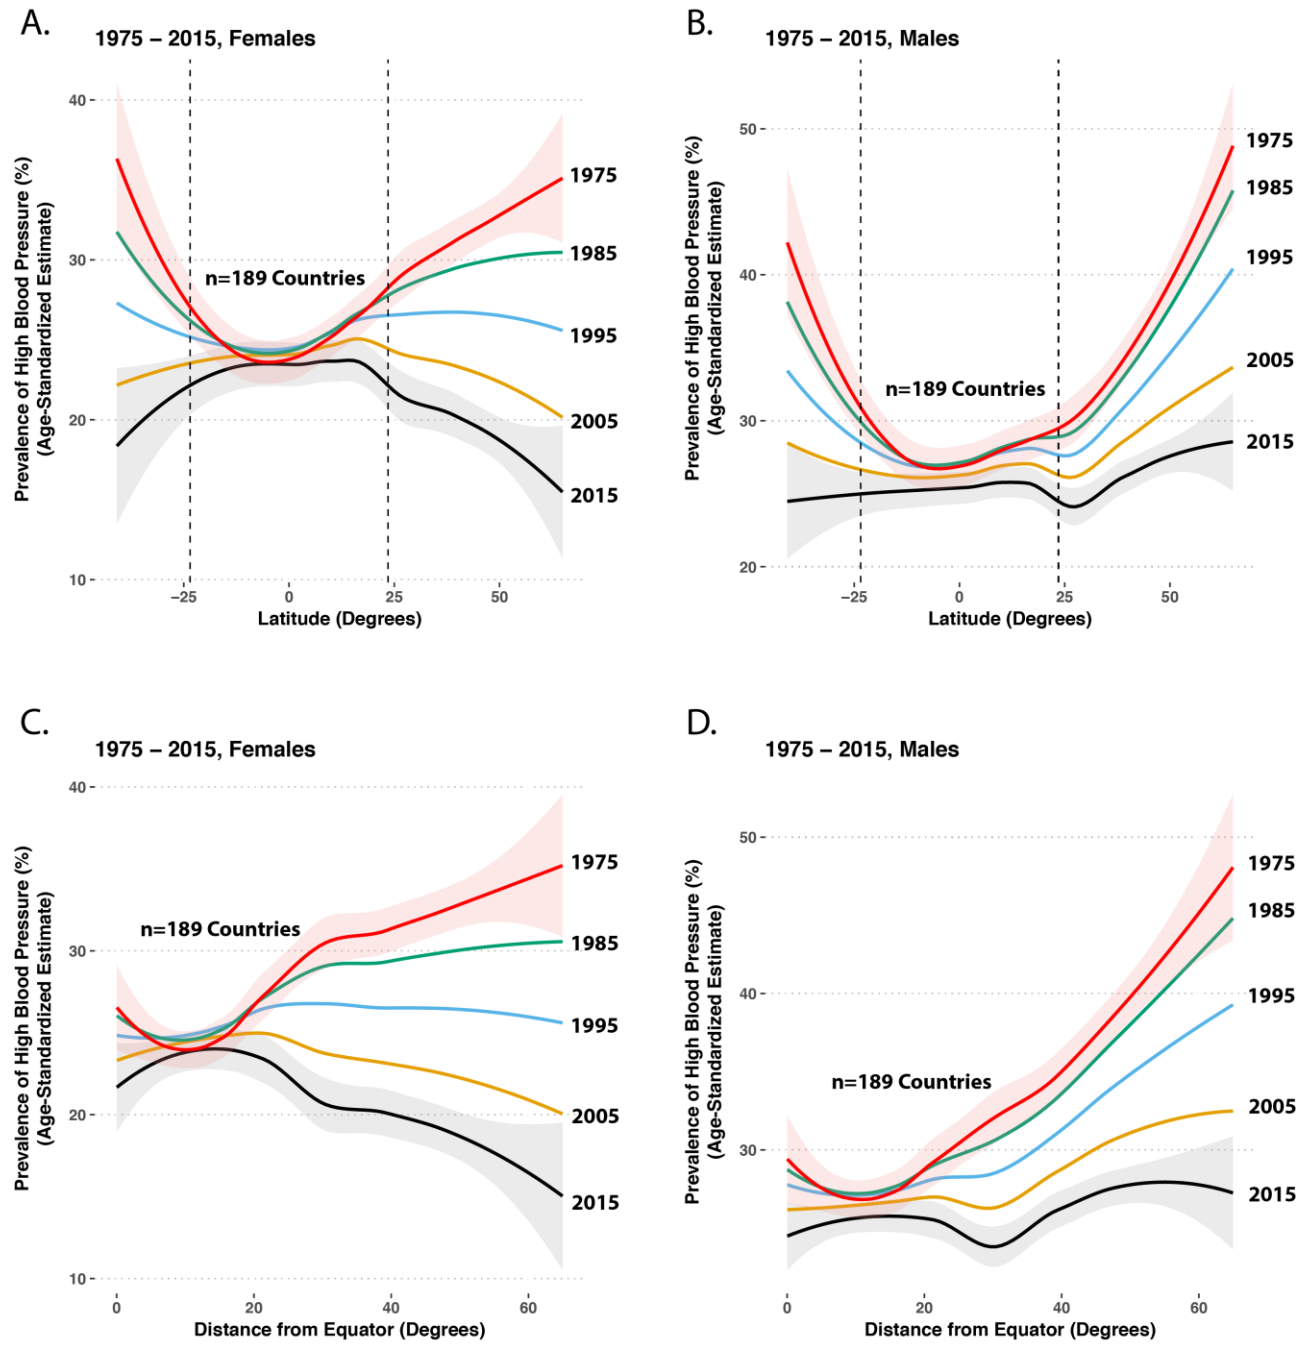 A.
1975 – 2015, Females
Prevalence of High Blood Pressure (%)
(Age-Standardized Estimate)
40
30
20
10
n=189 Countries
1975
1985
1995
2005
2015
−25
0
25
50
Latitude (Degrees)
B.
1975 – 2015, Males
Prevalence of High Blood Pressure (%)
(Age-Standardized Estimate)
50
40
30
20
n=189 Countries
1975
1985
1995
2005
2015
−25
0
25
50
Latitude (Degrees)
C.
1975 – 2015, Females
Prevalence of High Blood Pressure (%)
(Age-Standardized Estimate)
40
30
20
10
n=189 Countries
1975
1985
1995
2005
2015
0
20
40
60
Distance from Equator (Degrees)
D.
1975 – 2015, Males
Prevalence of High Blood Pressure (%)
(Age-Standardized Estimate)
50
40
30
n=189 Countries
1975
1985
1995
2005
2015
0
20
40
60
Distance from Equator (Degrees)